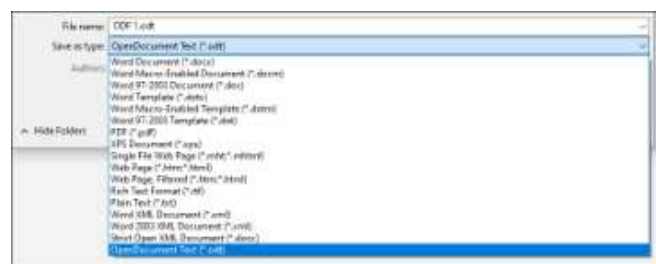 File name: ODF 1.odt
Save as type: OpenDocument Text (*.odt)
Authors:
Word Document (*.docx)
Word Macro-Enabled Document (*.docm)
Word 97-2003 Document (*.doc)
Word Template (*.dotx)
Word Macro-Enabled Template (*.dotm)
Word 97-2003 Template (*.dot)
PDF (*.pdf)
XPS Document (*.xps)
Single File Web Page (*.mht;*.mhtml)
Web Page (*.htm;*.html)
Web Page, Filtered (*.htm;*.html)
Rich Text Format (*.rtf)
Plain Text (*.txt)
Word XML Document (*.xml)
Word 2003 XML Document (*.xml)
Strict Open XML Document (*.docx)
OpenDocument Text (*.odt)
Hide Folders